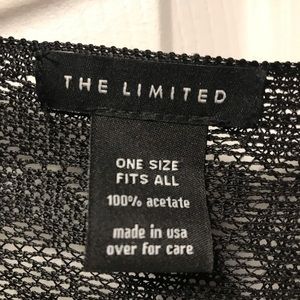 THE LIMITED
ONE SIZE
FITS ALL
100% acetate
made in usa
over for care